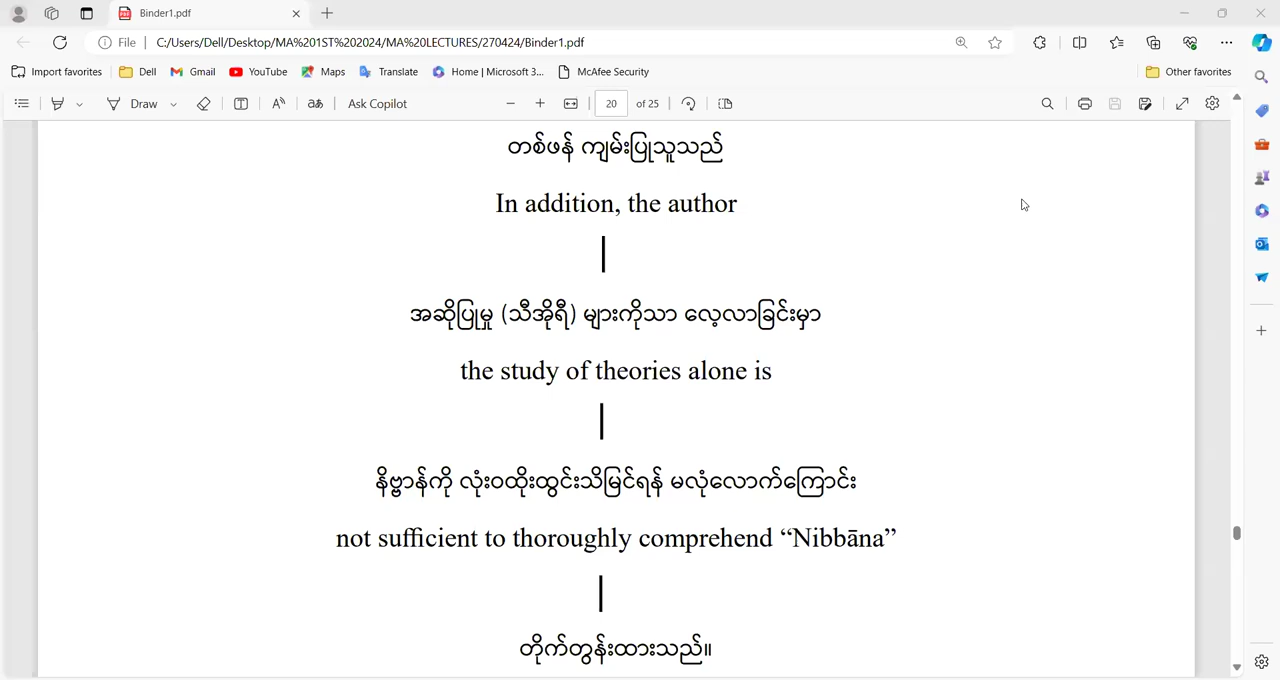 Binder1.pdf
File
C:/Users/Dell/Desktop/MA%201ST%202024/MA%20LECTURES/270424/Binder1.pdf
Import favorites Dell Gmail YouTube Maps Translate Home | Microsoft 3... McAfee Security Other favorites
Draw Ask Copilot 20 of 25
တစ်ဖန် ကျမ်းပြုသူသည်
In addition, the author
အဆိုပြုမှု (သီအိုရီ) များကိုသာ လေ့လာခြင်းမှာ
the study of theories alone is
နိဗ္ဗာန်ကို လုံးဝထိုးထွင်းသိမြင်ရန် မလုံလောက်ကြောင်း
not sufficient to thoroughly comprehend “Nibbāna”
တိုက်တွန်းထားသည်။